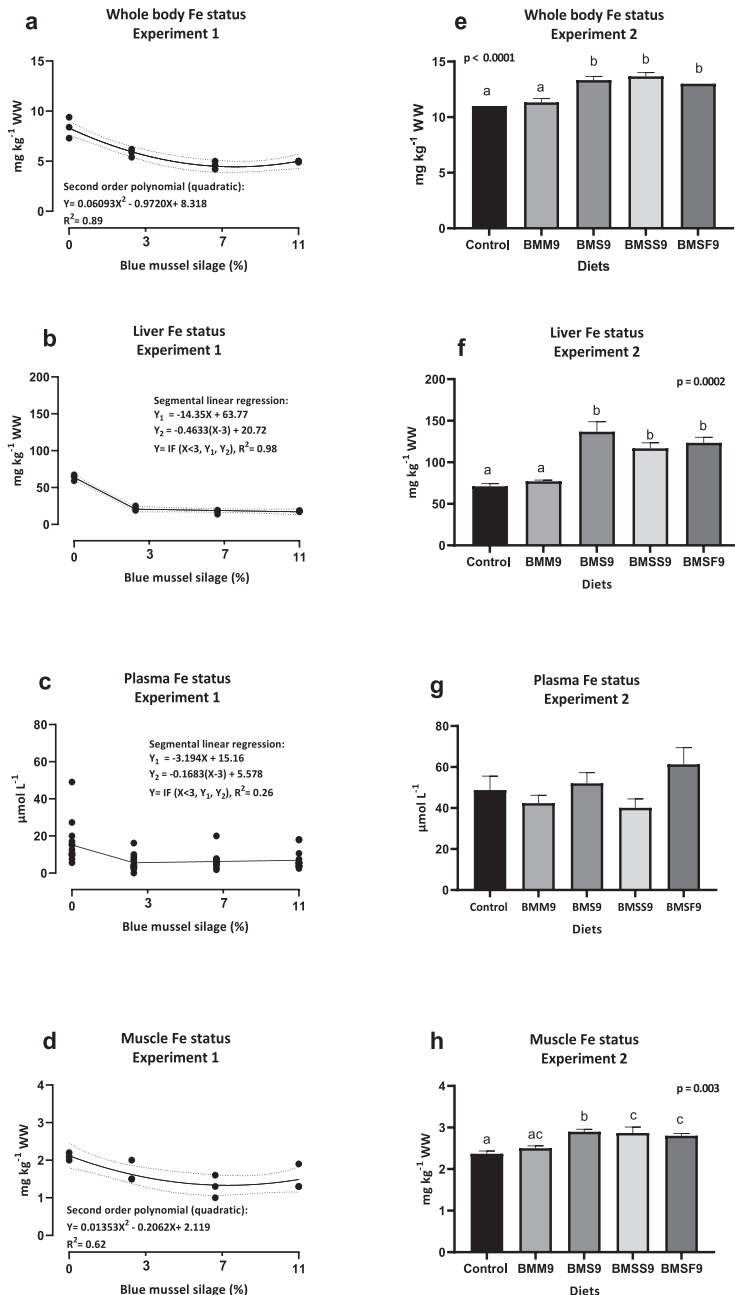 a
Whole body Fe status
Experiment 1
mg kg⁻¹ WW
15
10
5
0
Second order polynomial (quadratic):
Y= 0.06093X² - 0.9720X+ 8.318
R²= 0.89
0 3 7 11
Blue mussel silage (%)
e
Whole body Fe status
Experiment 2
p < 0.0001
mg kg⁻¹ WW
15
10
5
0
a a b b b
Control BMM9 BMS9 BMSS9 BMSF9
Diets
b
Liver Fe status
Experiment 1
mg kg⁻¹ WW
200
150
100
50
0
Segmental linear regression:
Y₁ = -14.35X + 63.77
Y₂ = -0.4633(X-3) + 20.72
Y= IF (X<3, Y₁, Y₂), R²= 0.98
0 3 7 11
Blue mussel silage (%)
f
Liver Fe status
Experiment 2
p = 0.0002
mg kg⁻¹ WW
200
150
100
50
0
a a b b b
Control BMM9 BMS9 BMSS9 BMSF9
Diets
c
Plasma Fe status
Experiment 1
µmol L⁻¹
80
60
40
20
0
Segmental linear regression:
Y₁ = -3.194X + 15.16
Y₂ = -0.1683(X-3) + 5.578
Y= IF (X<3, Y₁, Y₂), R²= 0.26
0 3 7 11
Blue mussel silage (%)
g
Plasma Fe status
Experiment 2
µmol L⁻¹
80
60
40
20
0
Control BMM9 BMS9 BMSS9 BMSF9
Diets
d
Muscle Fe status
Experiment 1
mg kg⁻¹ WW
4
3
2
1
0
Second order polynomial (quadratic):
Y= 0.01353X² - 0.2062X+ 2.119
R²= 0.62
0 3 7 11
Blue mussel silage (%)
h
Muscle Fe status
Experiment 2
p = 0.003
mg kg⁻¹ WW
4
3
2
1
0
a ac b c c
Control BMM9 BMS9 BMSS9 BMSF9
Diets